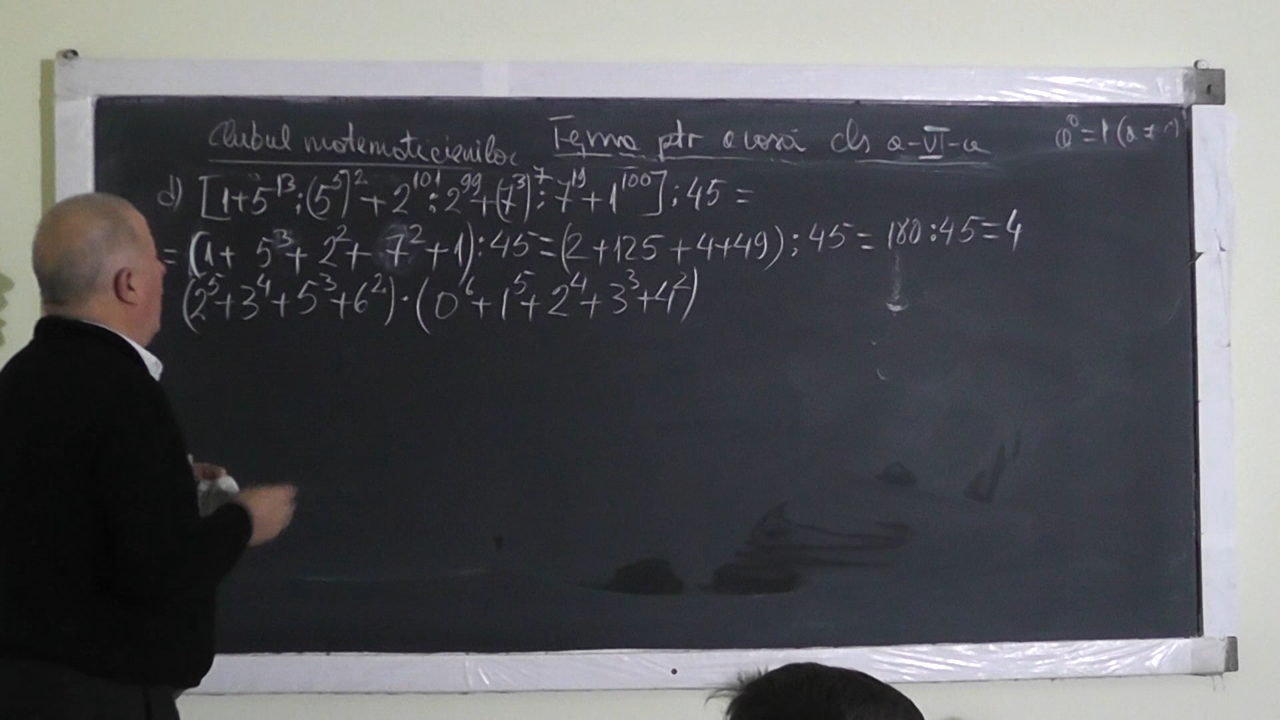 Clubul matematicienilor Tema ptr acasă cls a-VI-a a⁰=1 (a≠0)
d) [1+5¹³:(5⁵)²+2¹⁰¹:2⁹⁹+(7³)⁷:7¹⁹+1¹⁰⁰]:45=
=(1+5³+2²+7²+1):45=(2+125+4+49):45=180:45=4
(2⁵+3⁴+5³+6²)·(0⁶+1⁵+2⁴+3³+4²)